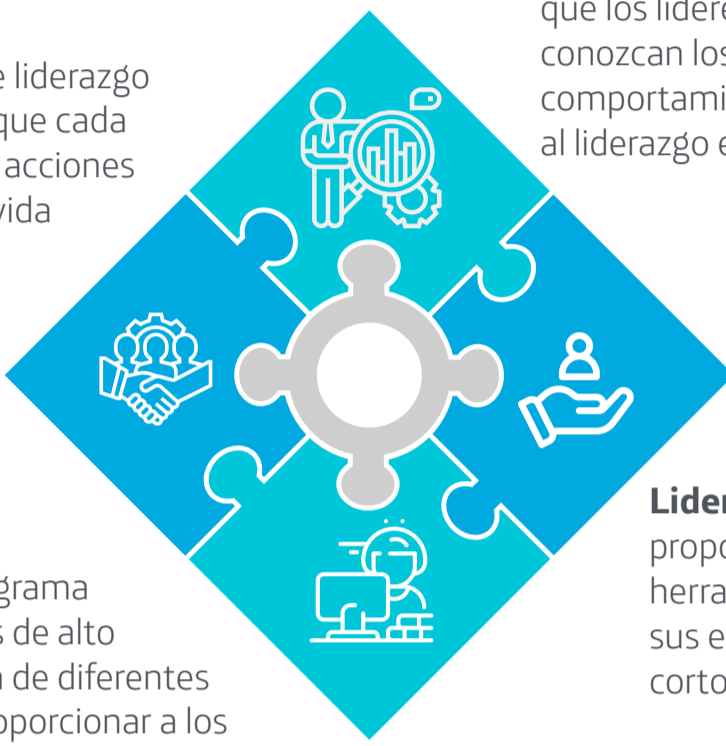 e liderazgo
que cada
acciones
vida
que los lídere
conozcan los
comportami
al liderazgo e
grama
s de alto
de diferentes
oporcionar a los
Lider
propo
herra
sus e
corto